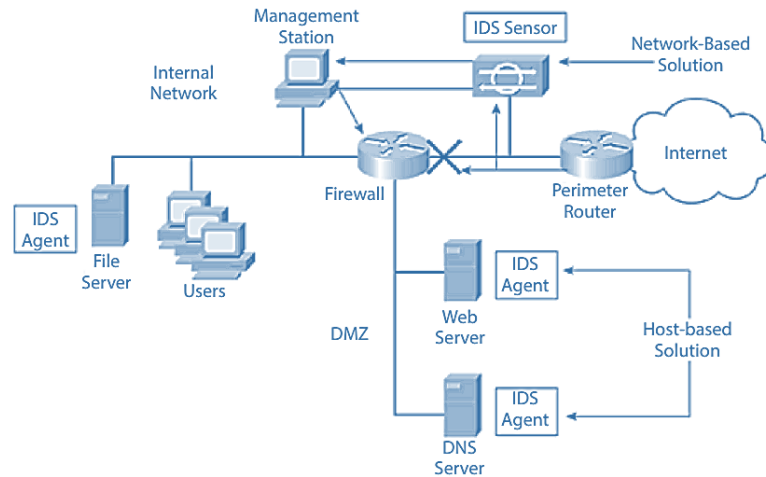 Management
Station
IDS Sensor
Network-Based
Solution
Internal
Network
Internet
Firewall
Perimeter
Router
IDS
Agent
File
Server
Users
IDS
Agent
Web
Server
DMZ
Host-based
Solution
IDS
Agent
DNS
Server